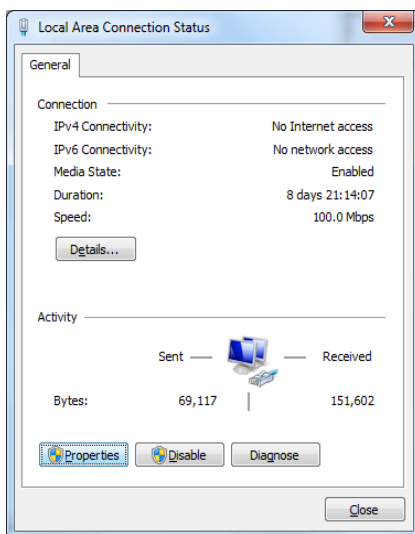 Local Area Connection Status
General
Connection
IPv4 Connectivity: No Internet access
IPv6 Connectivity: No network access
Media State: Enabled
Duration: 8 days 21:14:07
Speed: 100.0 Mbps
Details...
Activity
Sent Received
Bytes: 69,117 151,602
Properties Disable Diagnose
Close